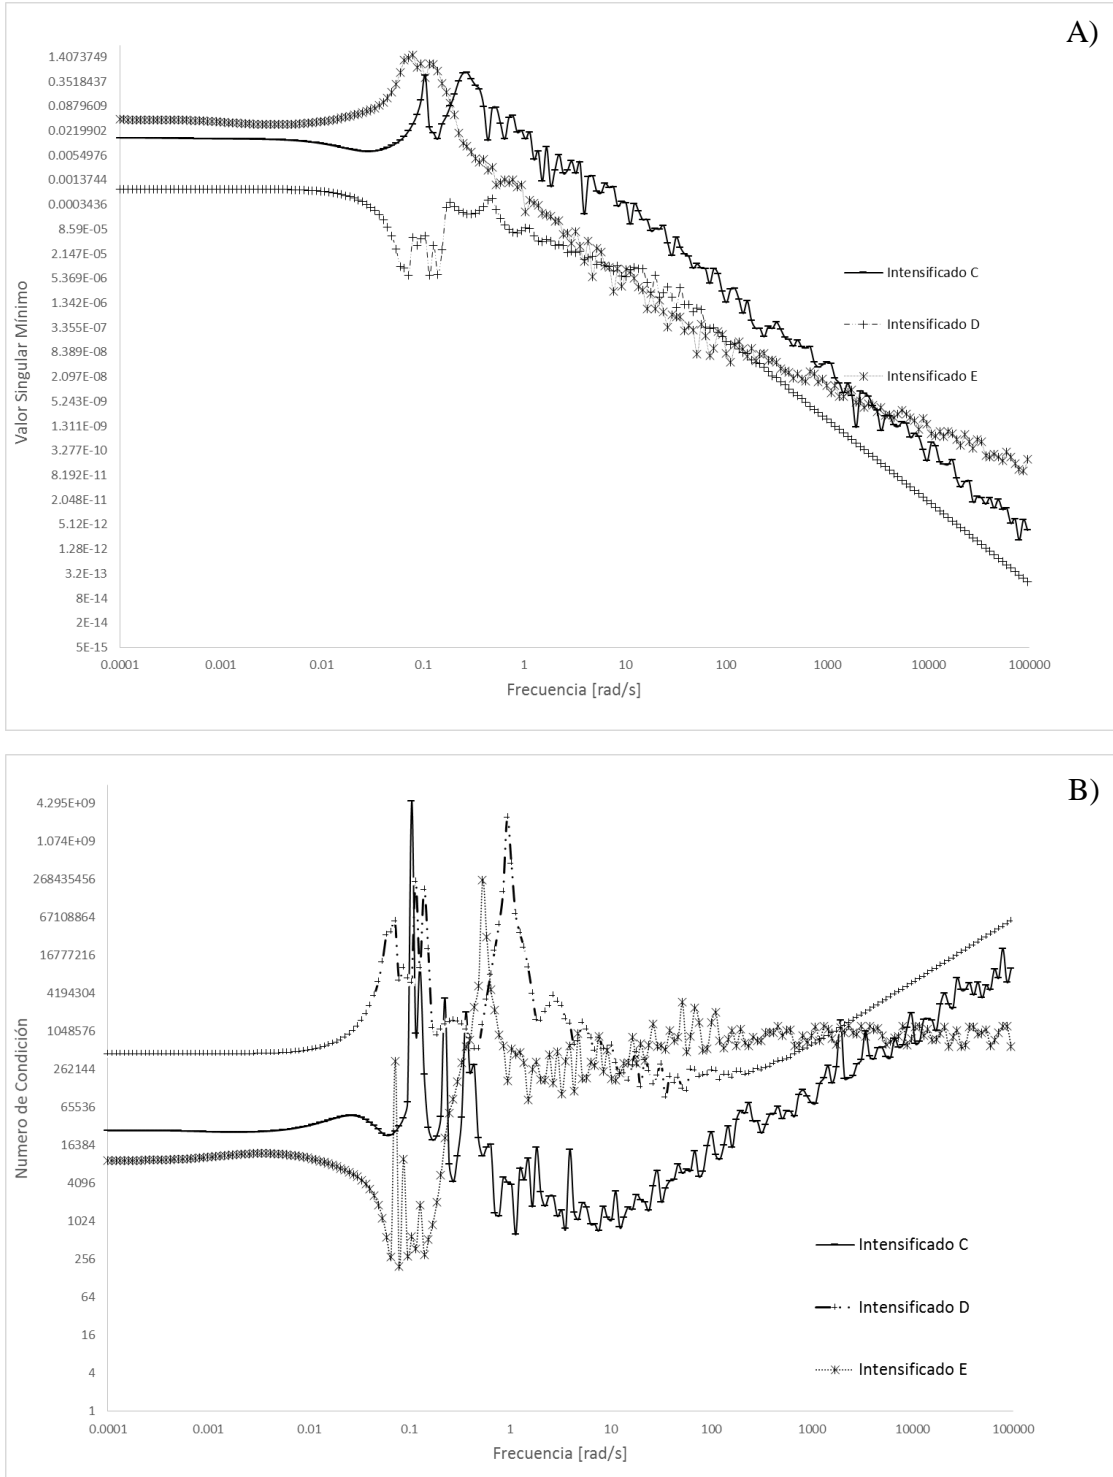 A)
1.4073749
0.3518437
0.0879609
0.0219902
0.0054976
0.0013744
0.0003436
8.59E-05
2.147E-05
5.369E-06
1.342E-06
3.355E-07
8.389E-08
2.097E-08
5.243E-09
1.311E-09
3.277E-10
8.192E-11
2.048E-11
5.12E-12
1.28E-12
3.2E-13
8E-14
2E-14
5E-15
Valor Singular Mínimo
0.0001 0.001 0.01 0.1 1 10 100 1000 10000 100000
Frecuencia [rad/s]
Intensificado C
Intensificado D
Intensificado E
B)
4.295E+09
1.074E+09
268435456
67108864
16777216
4194304
1048576
262144
65536
16384
4096
1024
256
64
16
4
1
Numero de Condición
0.0001 0.001 0.01 0.1 1 10 100 1000 10000 100000
Frecuencia [rad/s]
Intensificado C
Intensificado D
Intensificado E